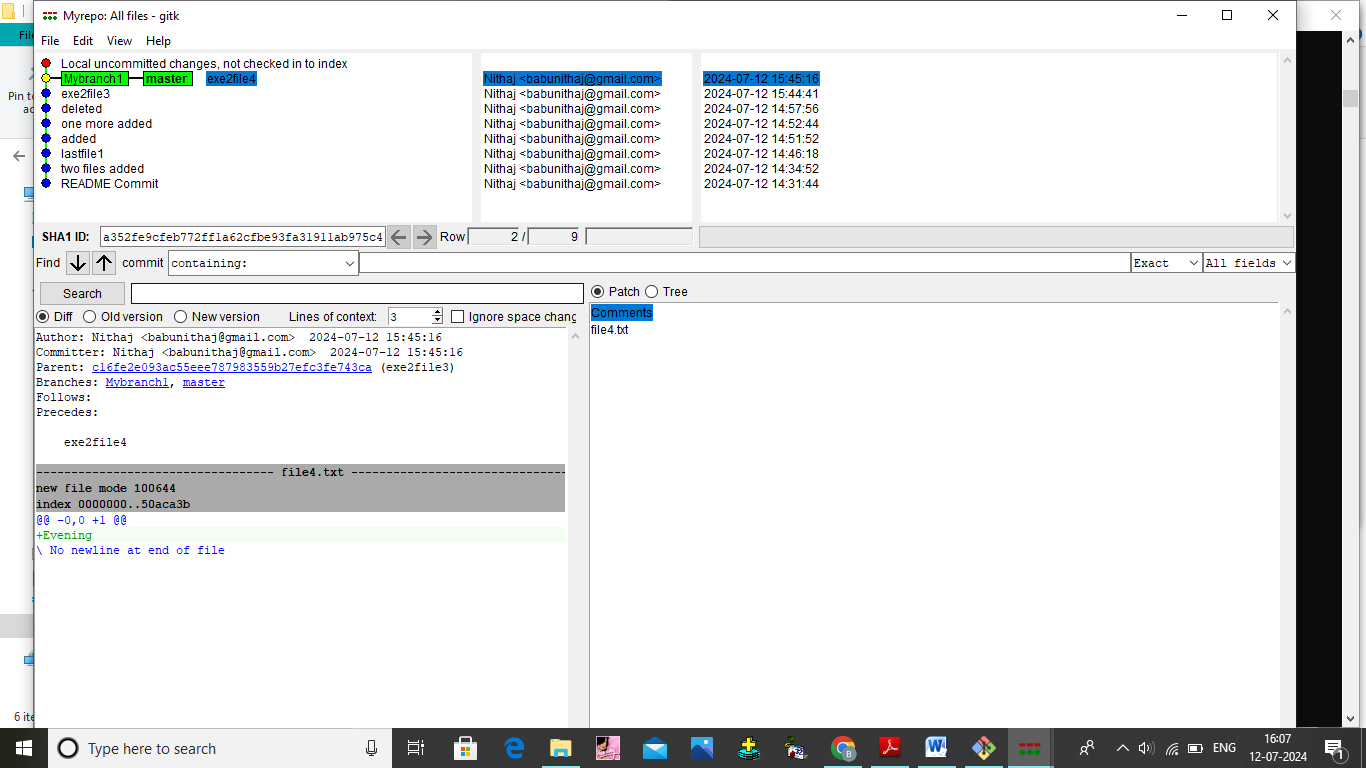 Myrepo: All files - gitk
File Edit View Help
Local uncommitted changes, not checked in to index
Mybranch1 master exe2file4 Nithaj <babunithaj@gmail.com> 2024-07-12 15:45:16
exe2file3 Nithaj <babunithaj@gmail.com> 2024-07-12 15:44:41
deleted Nithaj <babunithaj@gmail.com> 2024-07-12 14:57:56
one more added Nithaj <babunithaj@gmail.com> 2024-07-12 14:52:44
added Nithaj <babunithaj@gmail.com> 2024-07-12 14:51:52
lastfile1 Nithaj <babunithaj@gmail.com> 2024-07-12 14:46:18
two files added Nithaj <babunithaj@gmail.com> 2024-07-12 14:34:52
README Commit Nithaj <babunithaj@gmail.com> 2024-07-12 14:31:44
SHA1 ID: a352fe9cfeb772ff1a62cfbe93fa31911ab975c4 Row 2 / 9
Find commit containing: Exact All fields
Search
Patch Tree
Diff Old version New version Lines of context: 3 Ignore space chang
Comments
file4.txt
Author: Nithaj <babunithaj@gmail.com> 2024-07-12 15:45:16
Committer: Nithaj <babunithaj@gmail.com> 2024-07-12 15:45:16
Parent: c16fe2e093ac55eee787983559b27efc3fe743ca (exe2file3)
Branches: Mybranch1, master
Follows:
Precedes:
exe2file4
--------------------------------- file4.txt -------------------------------
new file mode 100644
index 0000000..50aca3b
@@ -0,0 +1 @@
+Evening
\ No newline at end of file
Fil
Pin to
ac
6 ite
Type here to search
ENG
16:07
12-07-2024
1